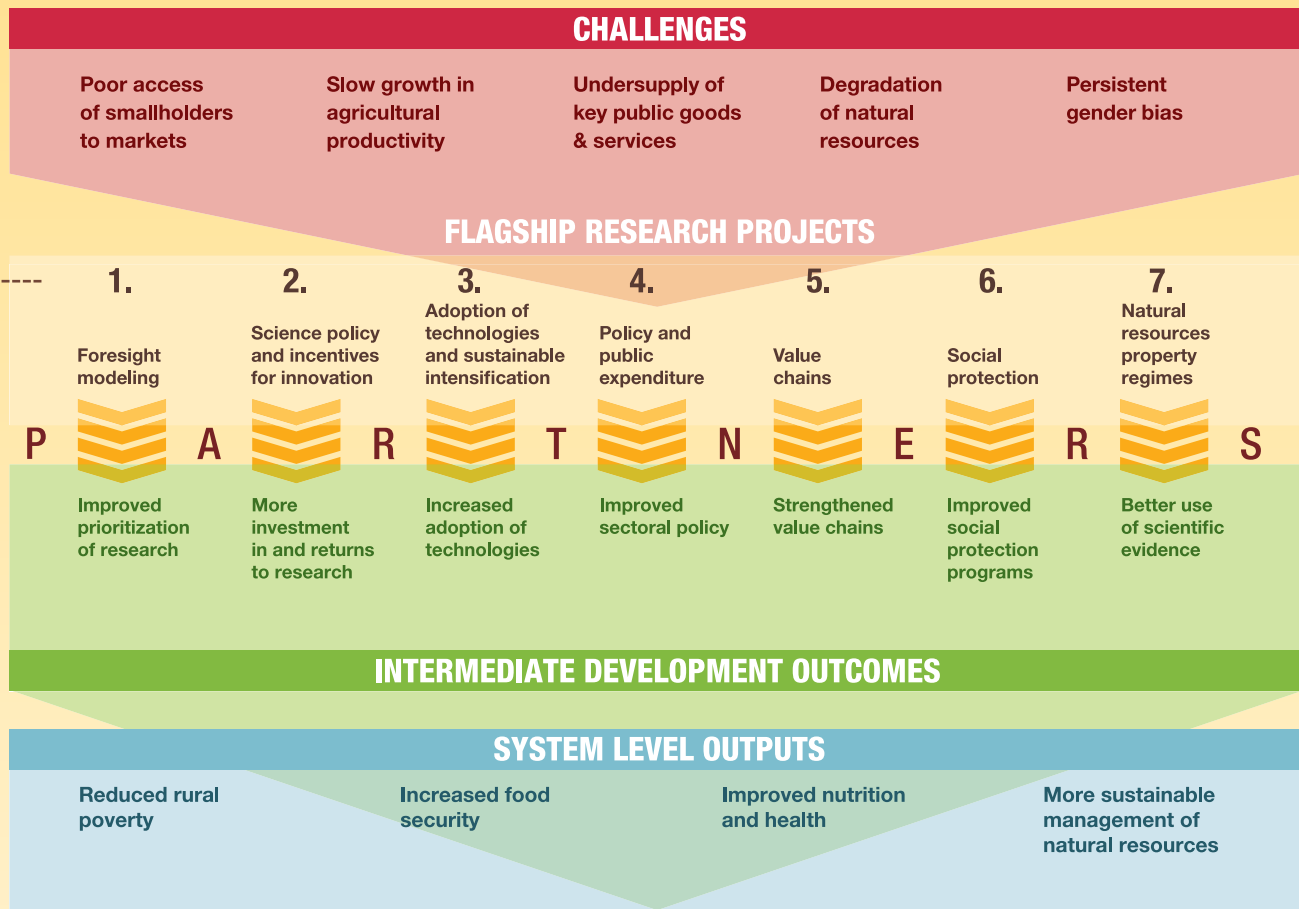 CHALLENGES
Poor access
of smallholders
to markets
Slow growth in
agricultural
productivity
Undersupply of
key public goods
& services
Degradation
of natural
resources
Persistent
gender bias
FLAGSHIP RESEARCH PROJECTS
1.
Foresight
modeling
2.
Science policy
and incentives
for innovation
3.
Adoption of
technologies
and sustainable
intensification
4.
Policy and
public
expenditure
5.
Value
chains
6.
Social
protection
7.
Natural
resources
property
regimes
P A R T N E R S
Improved
prioritization
of research
More
investment
in and returns
to research
Increased
adoption of
technologies
Improved
sectoral policy
Strengthened
value chains
Improved
social
protection
programs
Better use
of scientific
evidence
INTERMEDIATE DEVELOPMENT OUTCOMES
SYSTEM LEVEL OUTPUTS
Reduced rural
poverty
Increased food
security
Improved nutrition
and health
More sustainable
management of
natural resources